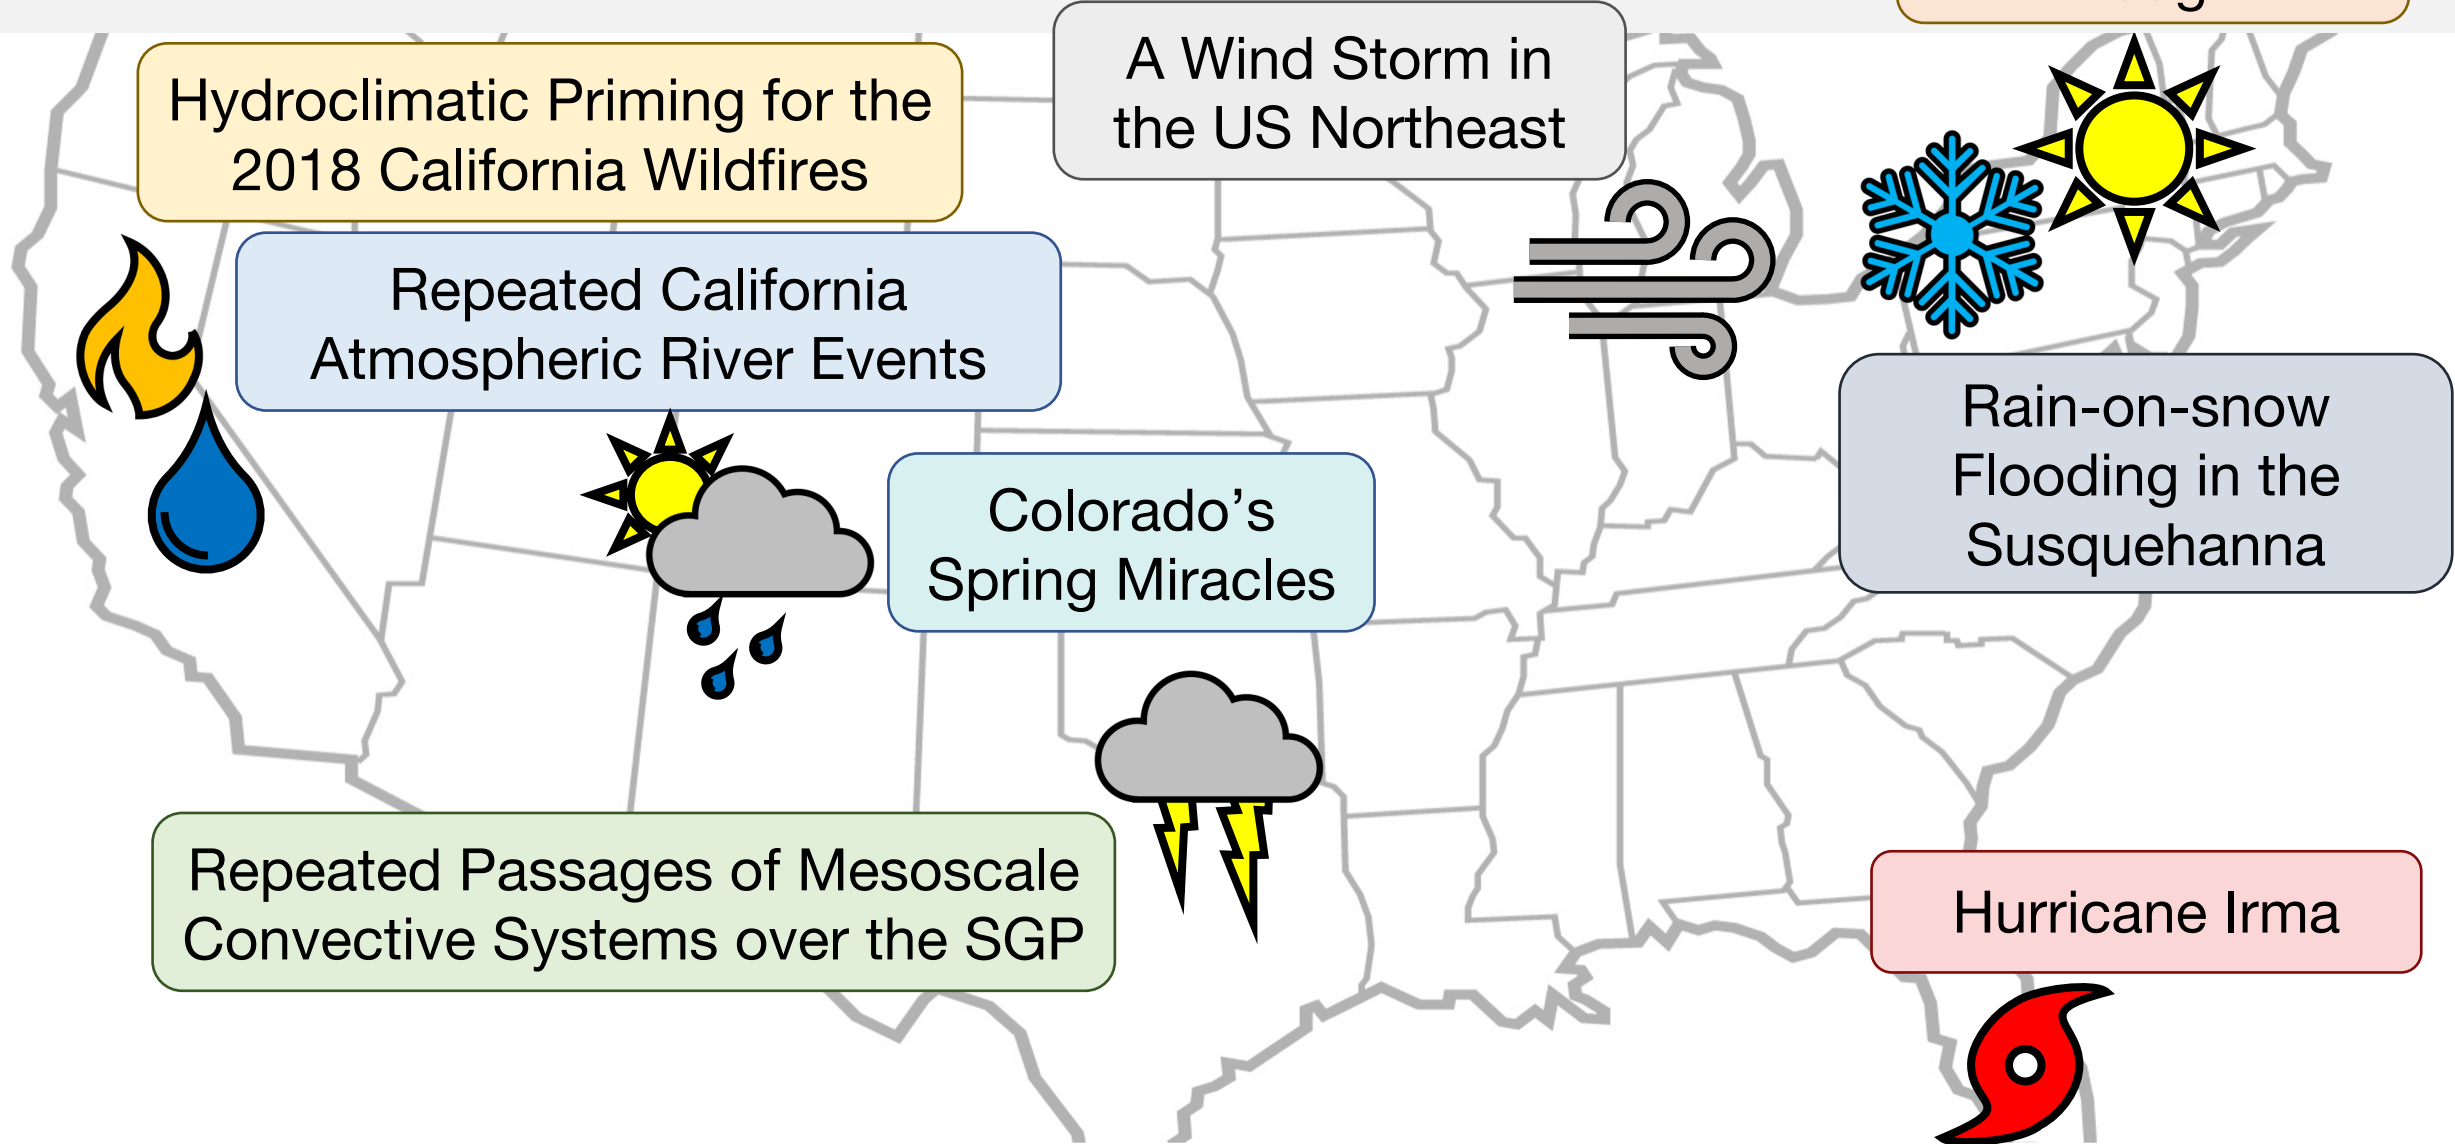 Hydroclimatic Priming for the
2018 California Wildfires
A Wind Storm in
the US Northeast
Repeated California
Atmospheric River Events
Colorado’s
Spring Miracles
Rain-on-snow
Flooding in the
Susquehanna
Repeated Passages of Mesoscale
Convective Systems over the SGP
Hurricane Irma